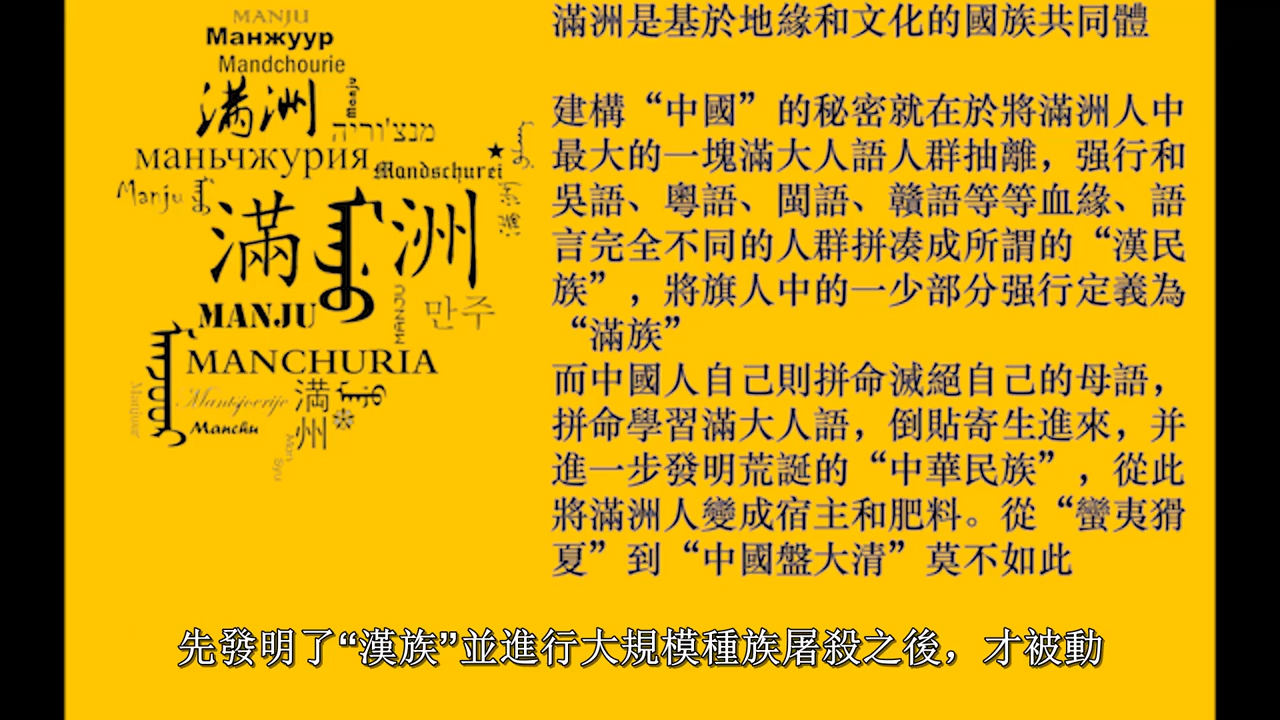 MANJU
Манжуур
Mandchourie
满洲
Manju
מנצ'וריה
маньчжурия
Mandschurei
Manju
滿
洲
MANJU
만주
MANCHURIA
Mantsjoerije
満
州
Manchu
滿洲是基於地緣和文化的國族共同體
建構“中國”的秘密就在於將滿洲人中
最大的一塊滿大人語人群抽離，强行和
吳語、粵語、閩語、贛語等等血緣、語
言完全不同的人群拼凑成所謂的“漢民
族”，將旗人中的一少部分强行定義為
“滿族”
而中國人自己則拼命滅絕自己的母語，
拼命學習滿大人語，倒貼寄生進來，并
進一步發明荒誕的“中華民族”，從此
將滿洲人變成宿主和肥料。從“蠻夷猾
夏”到“中國盤大清”莫不如此
先發明了“漢族”並進行大規模種族屠殺之後，才被動